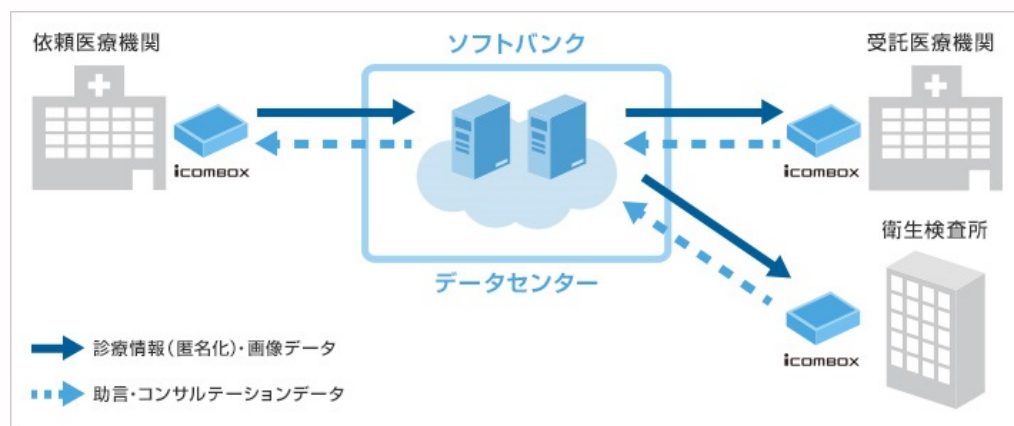 依頼医療機関
ソフトバンク
受託医療機関
icomBOX
icomBOX
衛生検査所
データセンター
icomBOX
診療情報(匿名化)・画像データ
助言・コンサルテーションデータ